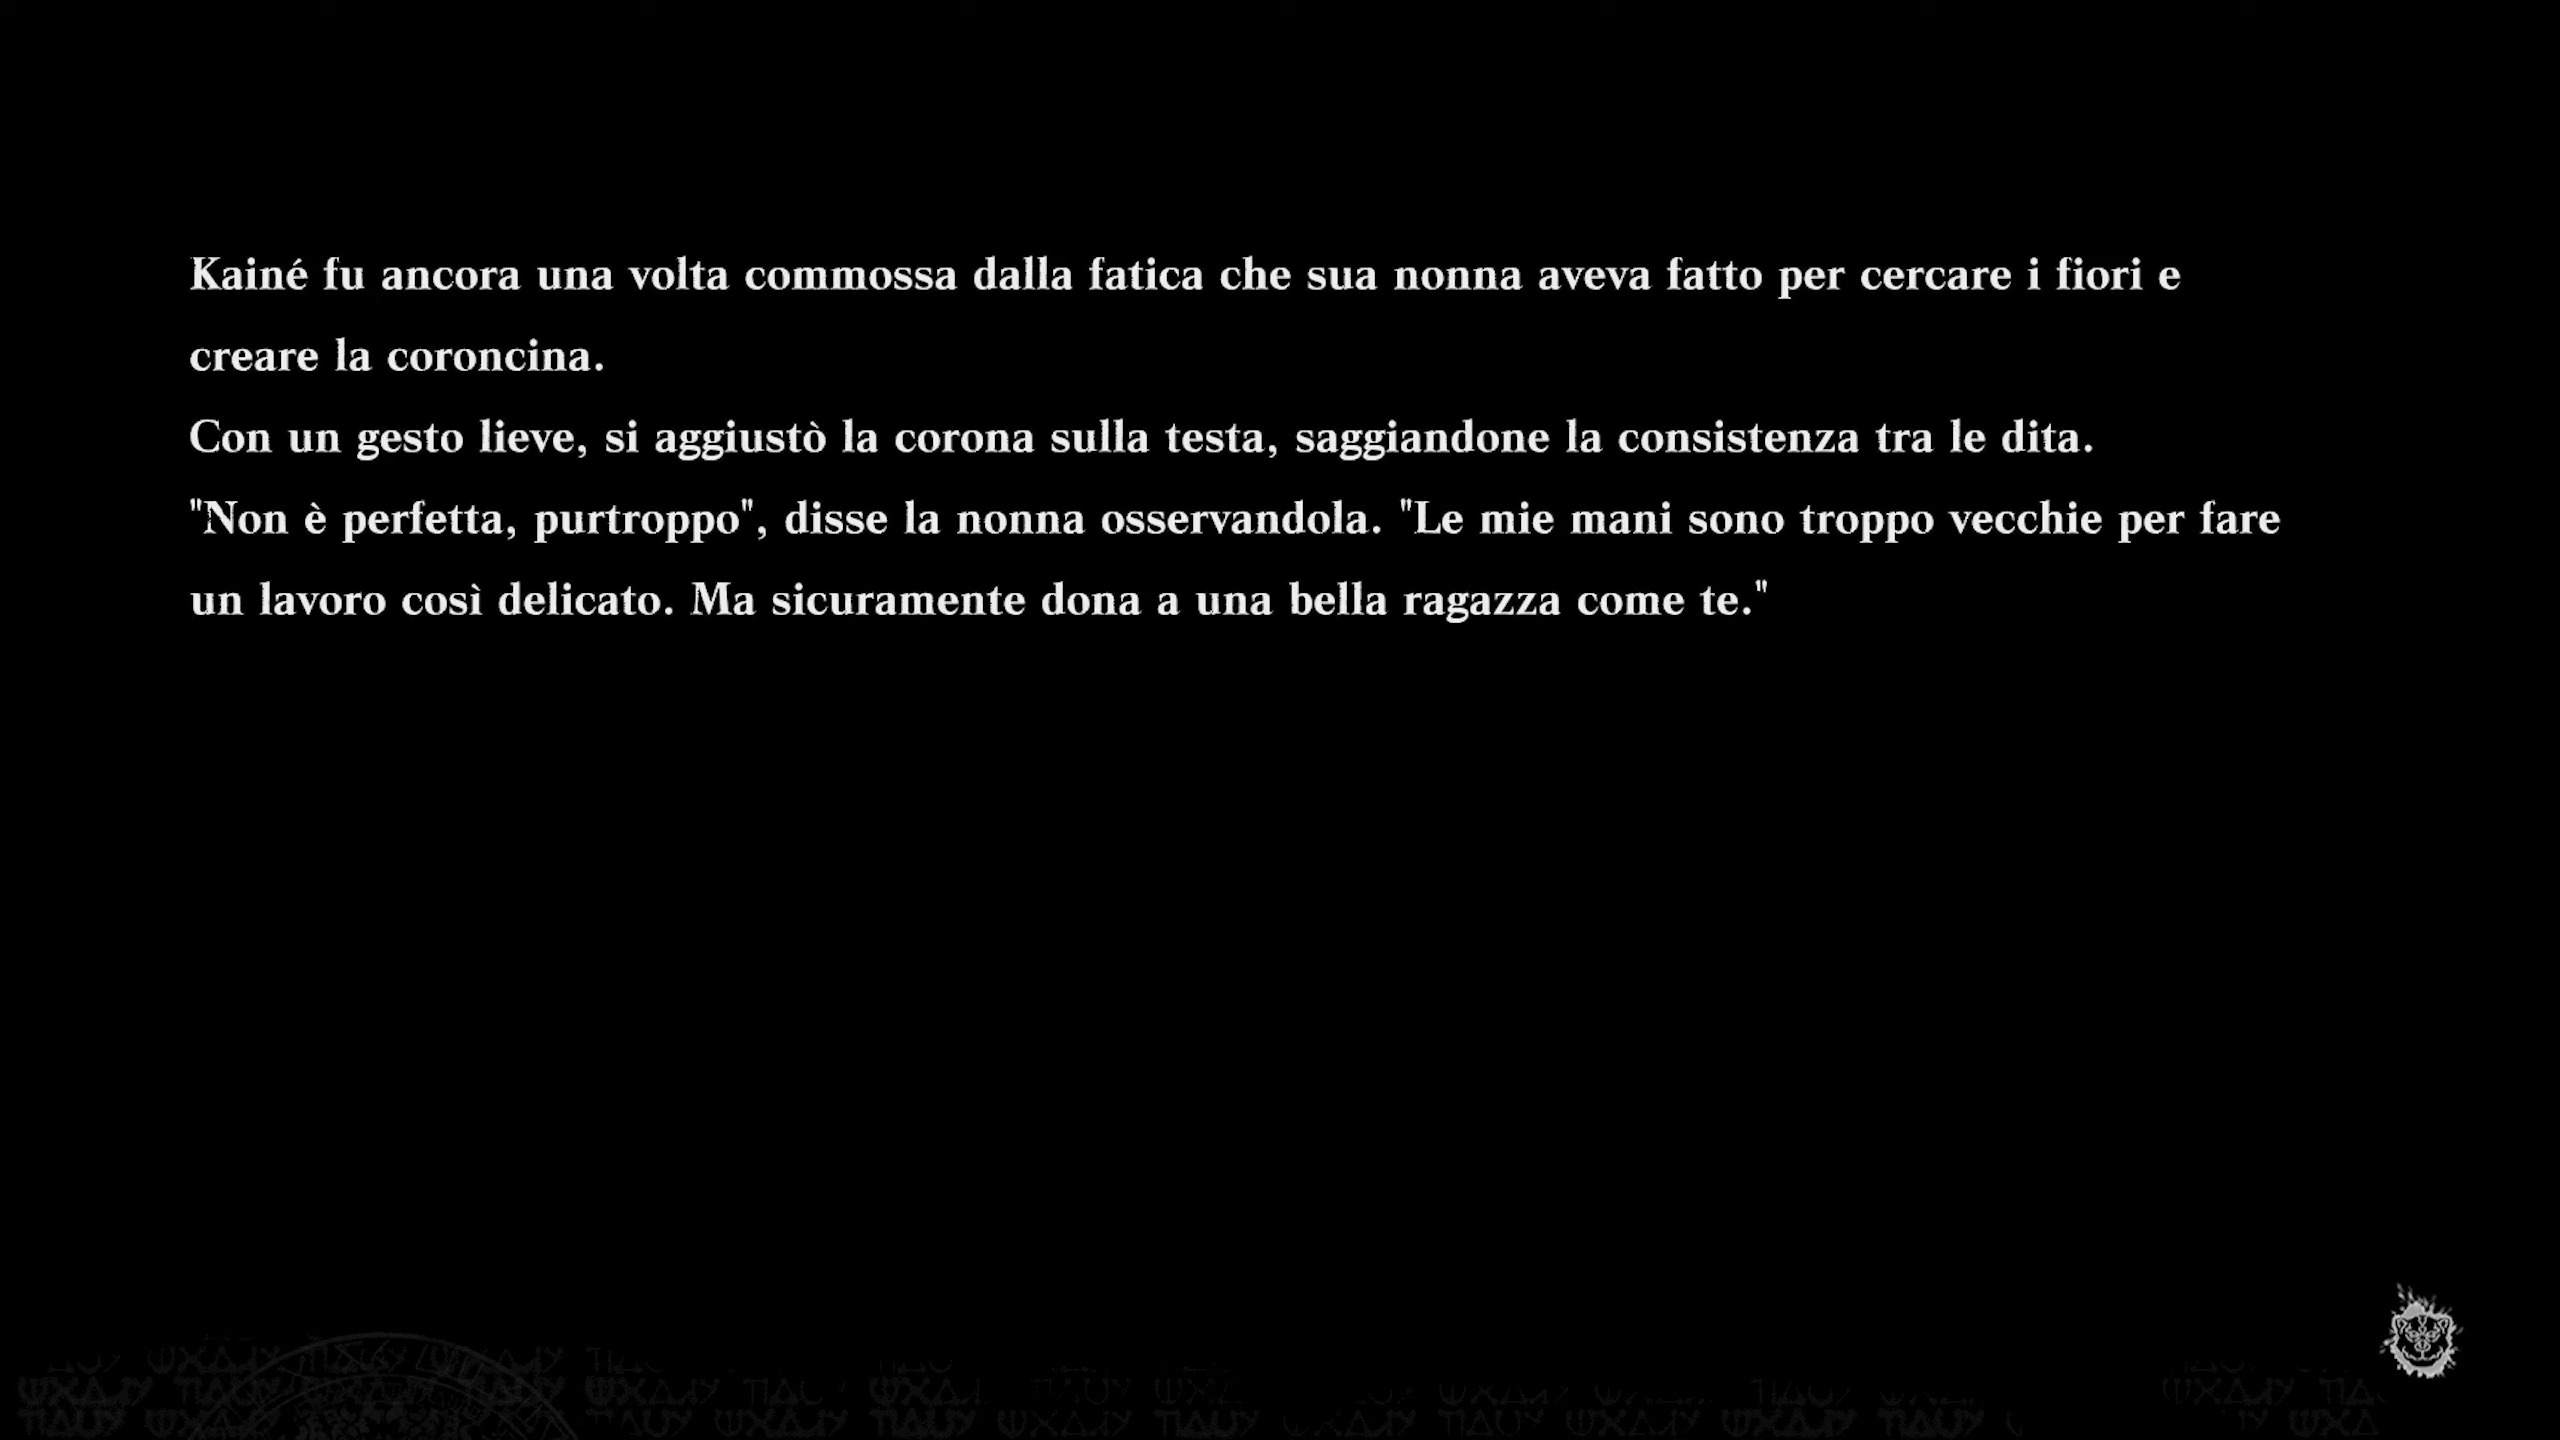 Kainé fu ancora una volta commossa dalla fatica che sua nonna aveva fatto per cercare i fiori e
creare la coroncina.
Con un gesto lieve, si aggiustò la corona sulla testa, saggiandone la consistenza tra le dita.
"Non è perfetta, purtroppo", disse la nonna osservandola. "Le mie mani sono troppo vecchie per fare
un lavoro così delicato. Ma sicuramente dona a una bella ragazza come te."